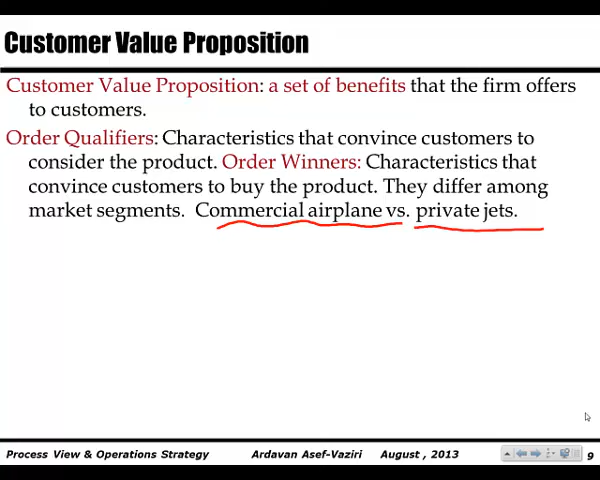 Customer Value Proposition
Customer Value Proposition: a set of benefits that the firm offers
to customers.
Order Qualifiers: Characteristics that convince customers to
consider the product. Order Winners: Characteristics that
convince customers to buy the product. They differ among
market segments. Commercial airplane vs. private jets.
Process View & Operations Strategy Ardavan Asef-Vaziri August , 2013 9